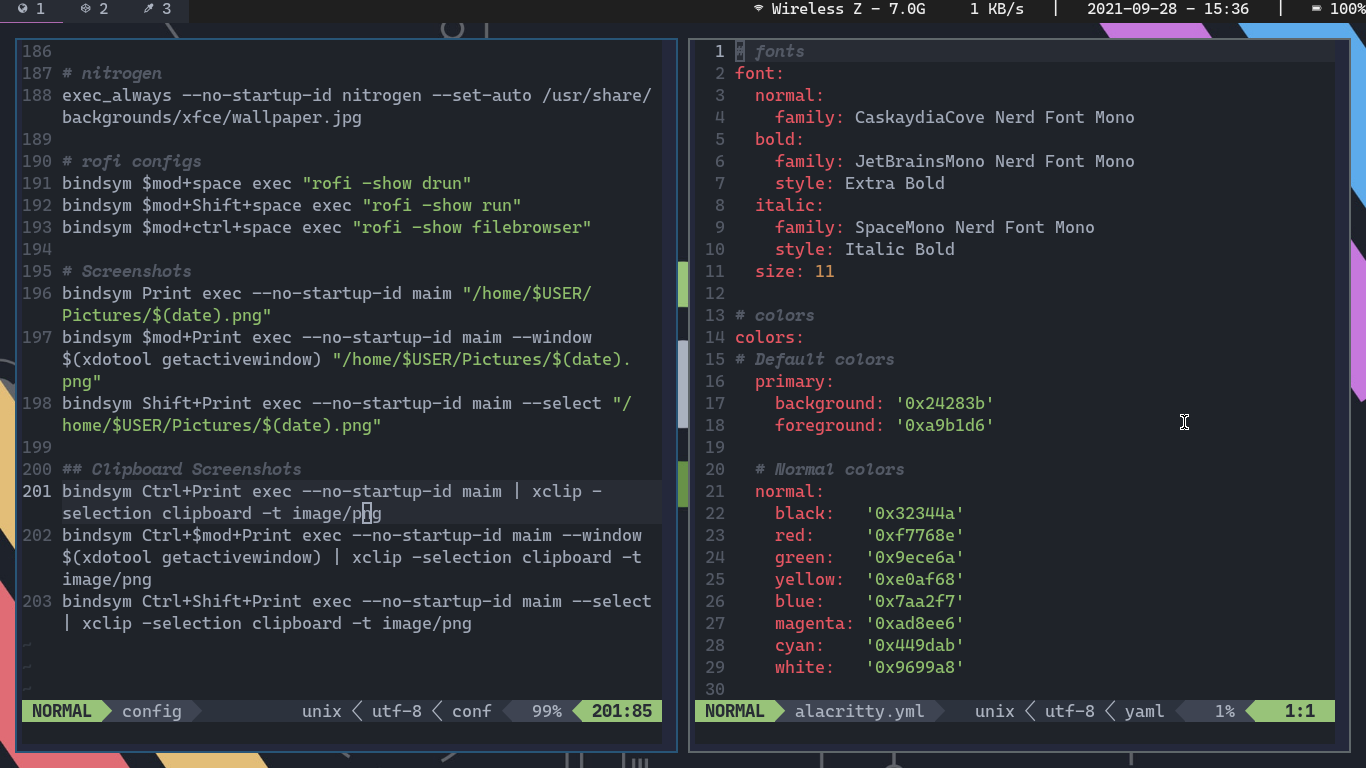 1 2 3 Wireless Z - 7.0G 1 KB/s | 2021-09-28 - 15:36 | 100%
186
187 # nitrogen
188 exec_always --no-startup-id nitrogen --set-auto /usr/share/
backgrounds/xfce/wallpaper.jpg
189
190 # rofi configs
191 bindsym $mod+space exec "rofi -show drun"
192 bindsym $mod+Shift+space exec "rofi -show run"
193 bindsym $mod+ctrl+space exec "rofi -show filebrowser"
194
195 # Screenshots
196 bindsym Print exec --no-startup-id maim "/home/$USER/
Pictures/$(date).png"
197 bindsym $mod+Print exec --no-startup-id maim --window
$(xdotool getactivewindow) "/home/$USER/Pictures/$(date).
png"
198 bindsym Shift+Print exec --no-startup-id maim --select "/
home/$USER/Pictures/$(date).png"
199
200 ## Clipboard Screenshots
201 bindsym Ctrl+Print exec --no-startup-id maim | xclip -
selection clipboard -t image/png
202 bindsym Ctrl+$mod+Print exec --no-startup-id maim --window
$(xdotool getactivewindow) | xclip -selection clipboard -t
image/png
203 bindsym Ctrl+Shift+Print exec --no-startup-id maim --select
| xclip -selection clipboard -t image/png
~
~
~
NORMAL config unix utf-8 conf 99% 201:85
1 # fonts
2 font:
3 normal:
4 family: CaskaydiaCove Nerd Font Mono
5 bold:
6 family: JetBrainsMono Nerd Font Mono
7 style: Extra Bold
8 italic:
9 family: SpaceMono Nerd Font Mono
10 style: Italic Bold
11 size: 11
12
13 # colors
14 colors:
15 # Default colors
16 primary:
17 background: '0x24283b'
18 foreground: '0xa9b1d6'
19
20 # Normal colors
21 normal:
22 black: '0x32344a'
23 red: '0xf7768e'
24 green: '0x9ece6a'
25 yellow: '0xe0af68'
26 blue: '0x7aa2f7'
27 magenta: '0xad8ee6'
28 cyan: '0x449dab'
29 white: '0x9699a8'
30
NORMAL alacritty.yml unix utf-8 yaml 1% 1:1